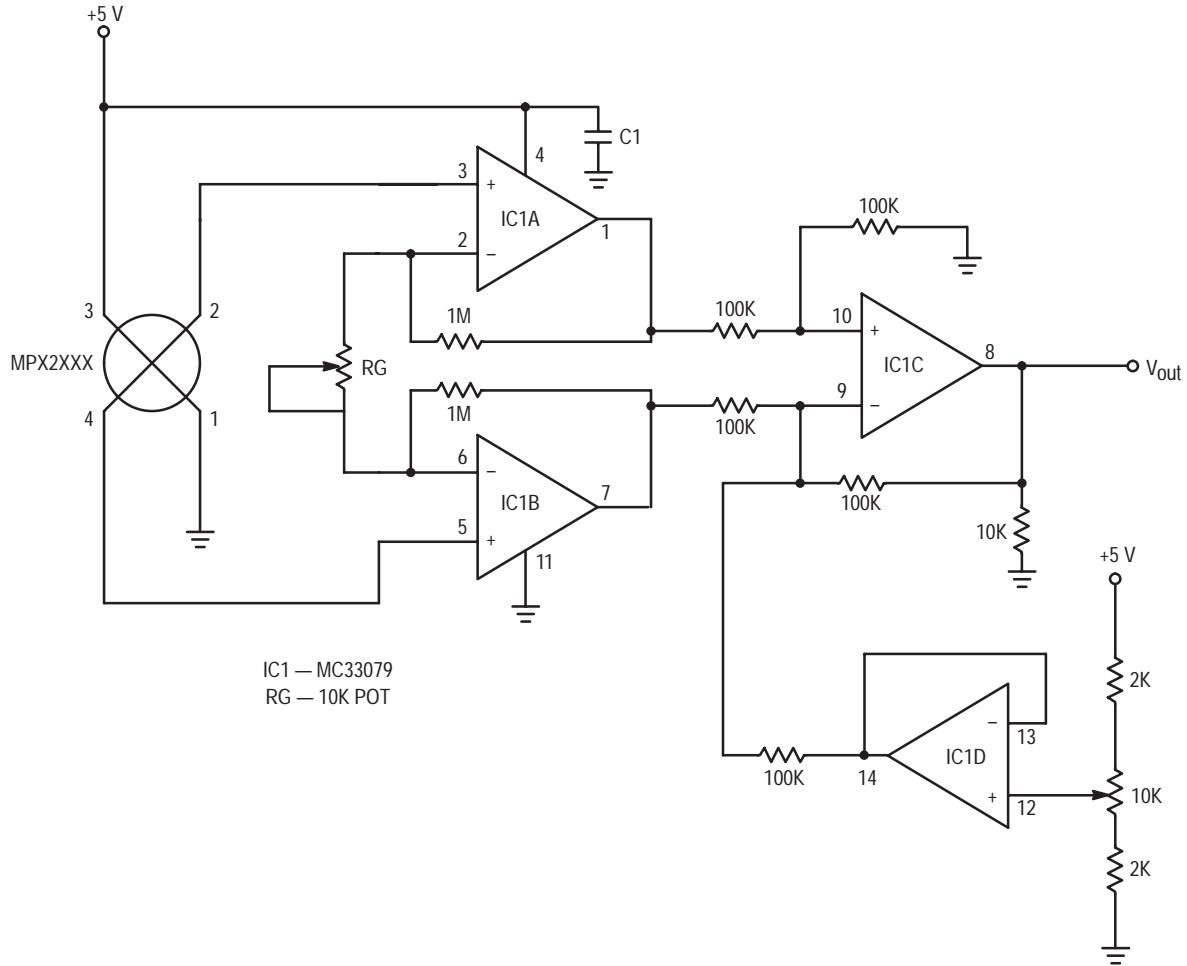 +5 V
C1
4
3
+
IC1A
1
2
–
100K
3
2
1M
100K
10
+
IC1C
8
Vout
MPX2XXX
RG
9
–
100K
4
1
1M
6
–
100K
IC1B
7
10K
5
+
11
+5 V
IC1 — MC33079
RG — 10K POT
2K
–
13
IC1D
100K
14
+
12
10K
2K